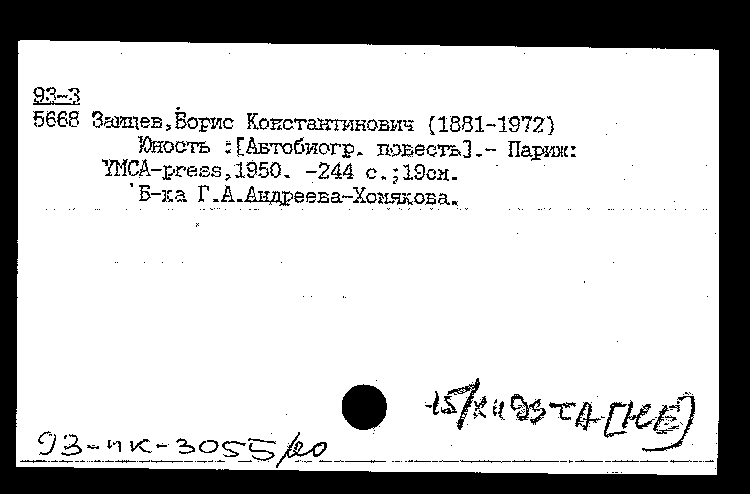 93-3
5668 Зайцев,Борис Константинович (1881-1972)
Юность :[Автобиогр. повесть].- Париж:
YMCA-press,1950. -244 с.;19см.
Б-ка Г.А.Андреева-Хомякова.
93-ик-3055/20